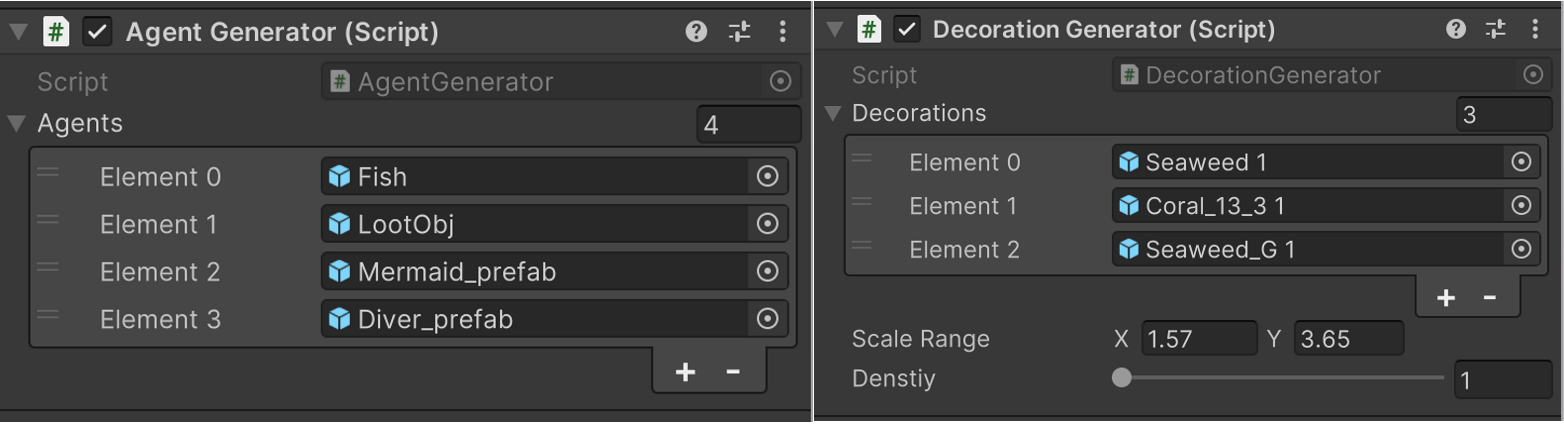 Agent Generator (Script)
Script AgentGenerator
Agents 4
Element 0 Fish
Element 1 LootObj
Element 2 Mermaid_prefab
Element 3 Diver_prefab
+ -
Decoration Generator (Script)
Script DecorationGenerator
Decorations 3
Element 0 Seaweed 1
Element 1 Coral_13_3 1
Element 2 Seaweed_G 1
+ -
Scale Range X 1.57 Y 3.65
Denstiy 1